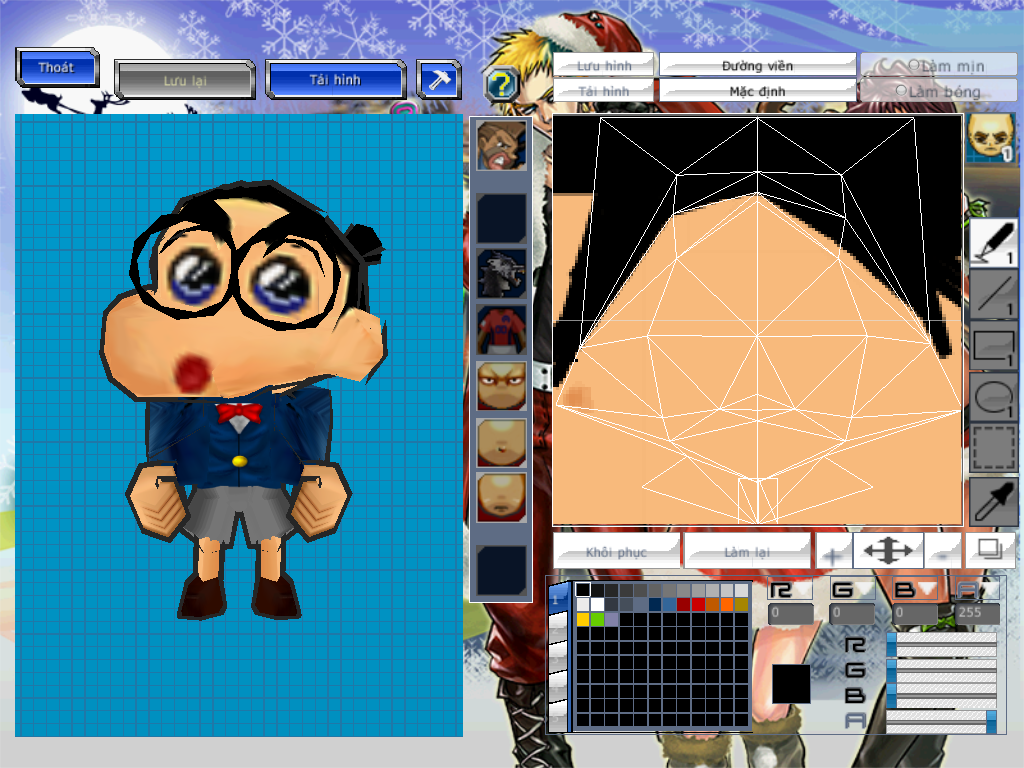 Thoát
Lưu lại
Tải hình
?
Lưu hình
Đường viền
Làm mịn
Tải hình
Mặc định
Làm bóng
1
1
1
1
1
Khôi phục
Làm lại
+
-
1
R
G
B
A
0
0
0
255
R
G
B
A